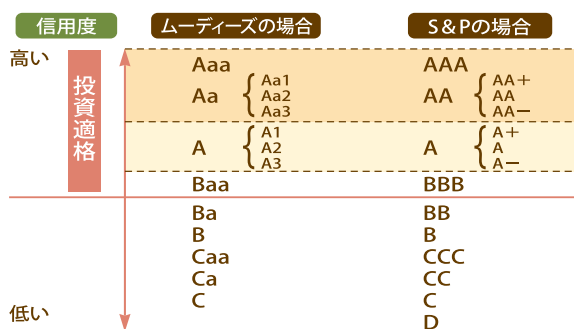 信用度 ムーディーズの場合 S&Pの場合
高い
投資適格
Aaa AAA
Aa Aa1 Aa2 Aa3 AA AA+ AA AA−
A A1 A2 A3 A A+ A A−
Baa BBB
Ba BB
B B
Caa CCC
Ca CC
C C
低い D